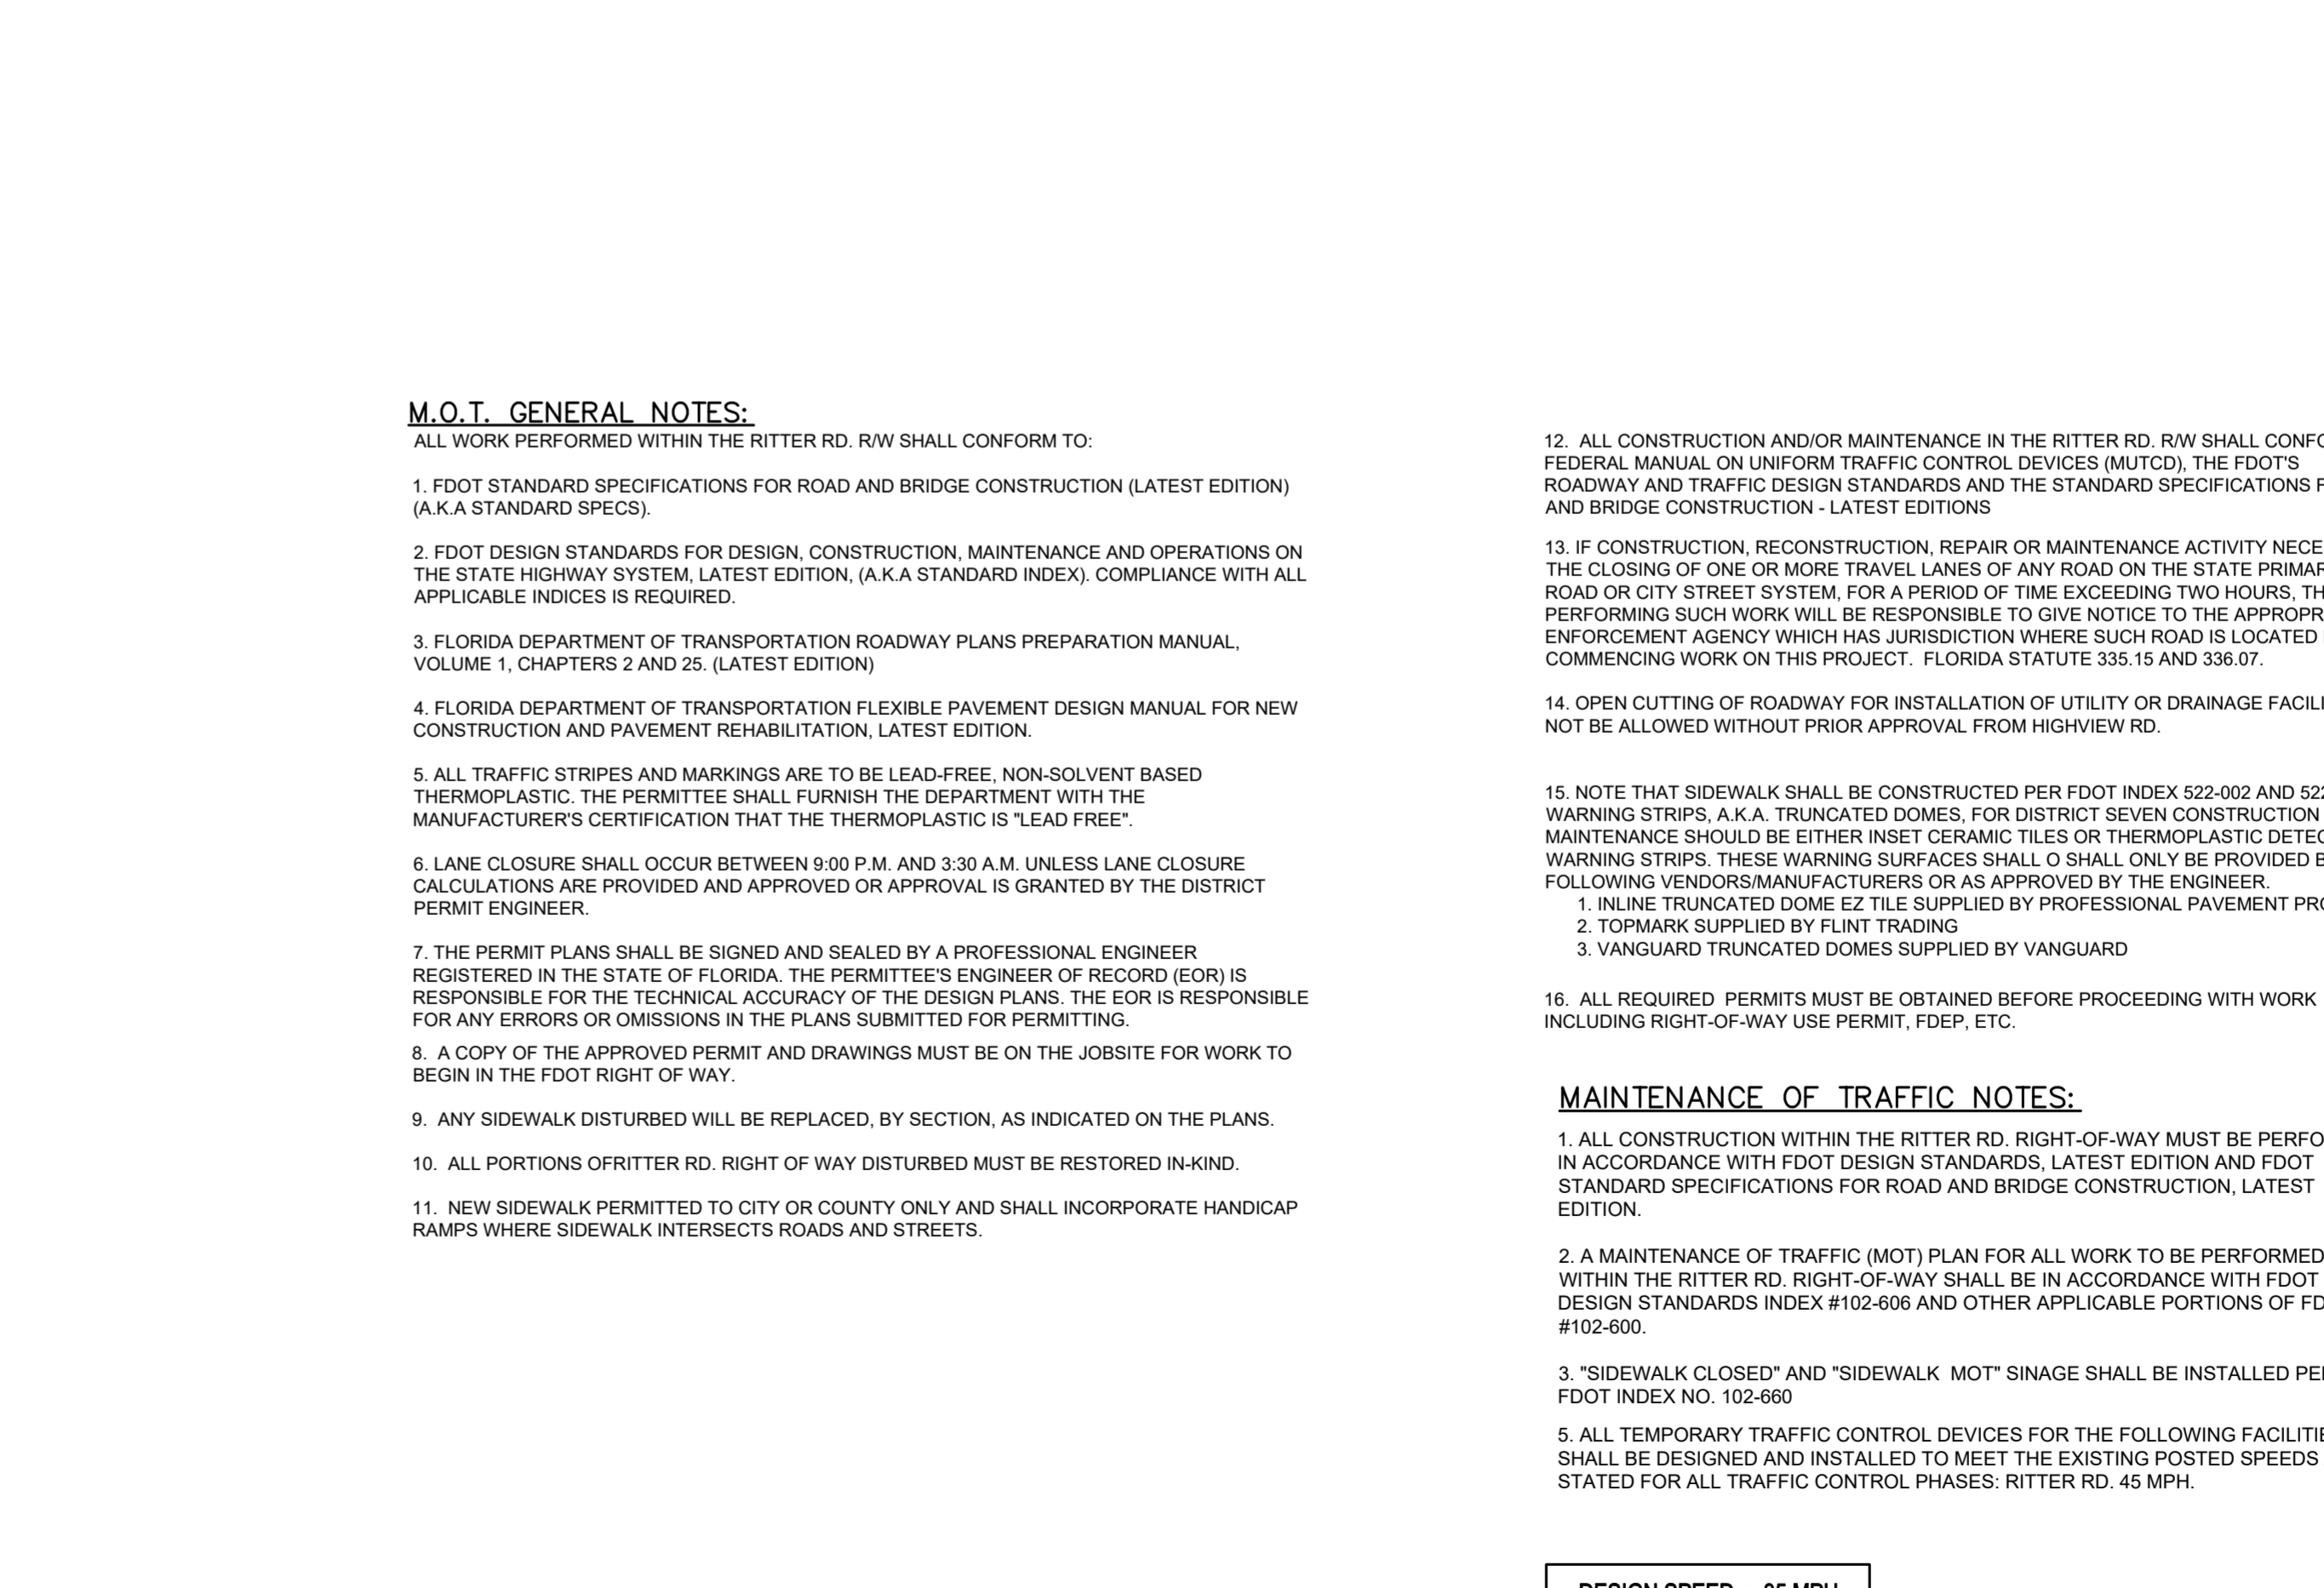 M.O.T. GENERAL NOTES:
ALL WORK PERFORMED WITHIN THE RITTER RD. R/W SHALL CONFORM TO:
1. FDOT STANDARD SPECIFICATIONS FOR ROAD AND BRIDGE CONSTRUCTION (LATEST EDITION)
(A.K.A STANDARD SPECS).
2. FDOT DESIGN STANDARDS FOR DESIGN, CONSTRUCTION, MAINTENANCE AND OPERATIONS ON
THE STATE HIGHWAY SYSTEM, LATEST EDITION, (A.K.A STANDARD INDEX). COMPLIANCE WITH ALL
APPLICABLE INDICES IS REQUIRED.
3. FLORIDA DEPARTMENT OF TRANSPORTATION ROADWAY PLANS PREPARATION MANUAL,
VOLUME 1, CHAPTERS 2 AND 25. (LATEST EDITION)
4. FLORIDA DEPARTMENT OF TRANSPORTATION FLEXIBLE PAVEMENT DESIGN MANUAL FOR NEW
CONSTRUCTION AND PAVEMENT REHABILITATION, LATEST EDITION.
5. ALL TRAFFIC STRIPES AND MARKINGS ARE TO BE LEAD-FREE, NON-SOLVENT BASED
THERMOPLASTIC. THE PERMITTEE SHALL FURNISH THE DEPARTMENT WITH THE
MANUFACTURER'S CERTIFICATION THAT THE THERMOPLASTIC IS "LEAD FREE".
6. LANE CLOSURE SHALL OCCUR BETWEEN 9:00 P.M. AND 3:30 A.M. UNLESS LANE CLOSURE
CALCULATIONS ARE PROVIDED AND APPROVED OR APPROVAL IS GRANTED BY THE DISTRICT
PERMIT ENGINEER.
7. THE PERMIT PLANS SHALL BE SIGNED AND SEALED BY A PROFESSIONAL ENGINEER
REGISTERED IN THE STATE OF FLORIDA. THE PERMITTEE'S ENGINEER OF RECORD (EOR) IS
RESPONSIBLE FOR THE TECHNICAL ACCURACY OF THE DESIGN PLANS. THE EOR IS RESPONSIBLE
FOR ANY ERRORS OR OMISSIONS IN THE PLANS SUBMITTED FOR PERMITTING.
8. A COPY OF THE APPROVED PERMIT AND DRAWINGS MUST BE ON THE JOBSITE FOR WORK TO
BEGIN IN THE FDOT RIGHT OF WAY.
9. ANY SIDEWALK DISTURBED WILL BE REPLACED, BY SECTION, AS INDICATED ON THE PLANS.
10. ALL PORTIONS OFRITTER RD. RIGHT OF WAY DISTURBED MUST BE RESTORED IN-KIND.
11. NEW SIDEWALK PERMITTED TO CITY OR COUNTY ONLY AND SHALL INCORPORATE HANDICAP
RAMPS WHERE SIDEWALK INTERSECTS ROADS AND STREETS.
12. ALL CONSTRUCTION AND/OR MAINTENANCE IN THE RITTER RD. R/W SHALL
FEDERAL MANUAL ON UNIFORM TRAFFIC CONTROL DEVICES (MUTCD), THE FDOT'S
ROADWAY AND TRAFFIC DESIGN STANDARDS AND THE STANDARD SPECIFICATIONS
AND BRIDGE CONSTRUCTION - LATEST EDITIONS
13. IF CONSTRUCTION, RECONSTRUCTION, REPAIR OR MAINTENANCE ACTIVITY
THE CLOSING OF ONE OR MORE TRAVEL LANES OF ANY ROAD ON THE STATE
ROAD OR CITY STREET SYSTEM, FOR A PERIOD OF TIME EXCEEDING TWO HOURS,
PERFORMING SUCH WORK WILL BE RESPONSIBLE TO GIVE NOTICE TO THE
ENFORCEMENT AGENCY WHICH HAS JURISDICTION WHERE SUCH ROAD IS LOCATED
COMMENCING WORK ON THIS PROJECT. FLORIDA STATUTE 335.15 AND 336.07.
14. OPEN CUTTING OF ROADWAY FOR INSTALLATION OF UTILITY OR DRAINAGE
NOT BE ALLOWED WITHOUT PRIOR APPROVAL FROM HIGHVIEW RD.
15. NOTE THAT SIDEWALK SHALL BE CONSTRUCTED PER FDOT INDEX 522-002 AND
WARNING STRIPS, A.K.A. TRUNCATED DOMES, FOR DISTRICT SEVEN CONSTRUCTION
MAINTENANCE SHOULD BE EITHER INSET CERAMIC TILES OR THERMOPLASTIC
WARNING STRIPS. THESE WARNING SURFACES SHALL O SHALL ONLY BE PROVIDED
FOLLOWING VENDORS/MANUFACTURERS OR AS APPROVED BY THE ENGINEER.
1. INLINE TRUNCATED DOME EZ TILE SUPPLIED BY PROFESSIONAL PAVEMENT
2. TOPMARK SUPPLIED BY FLINT TRADING
3. VANGUARD TRUNCATED DOMES SUPPLIED BY VANGUARD
16. ALL REQUIRED PERMITS MUST BE OBTAINED BEFORE PROCEEDING WITH WORK
INCLUDING RIGHT-OF-WAY USE PERMIT, FDEP, ETC.
MAINTENANCE OF TRAFFIC NOTES:
1. ALL CONSTRUCTION WITHIN THE RITTER RD. RIGHT-OF-WAY MUST BE
IN ACCORDANCE WITH FDOT DESIGN STANDARDS, LATEST EDITION AND FDOT
STANDARD SPECIFICATIONS FOR ROAD AND BRIDGE CONSTRUCTION, LATEST
EDITION.
2. A MAINTENANCE OF TRAFFIC (MOT) PLAN FOR ALL WORK TO BE PERFORMED
WITHIN THE RITTER RD. RIGHT-OF-WAY SHALL BE IN ACCORDANCE WITH FDOT
DESIGN STANDARDS INDEX #102-606 AND OTHER APPLICABLE PORTIONS OF
#102-600.
3. "SIDEWALK CLOSED" AND "SIDEWALK MOT" SINAGE SHALL BE INSTALLED
FDOT INDEX NO. 102-660
5. ALL TEMPORARY TRAFFIC CONTROL DEVICES FOR THE FOLLOWING
SHALL BE DESIGNED AND INSTALLED TO MEET THE EXISTING POSTED SPEEDS
STATED FOR ALL TRAFFIC CONTROL PHASES: RITTER RD. 45 MPH.
DESIGN SPEED